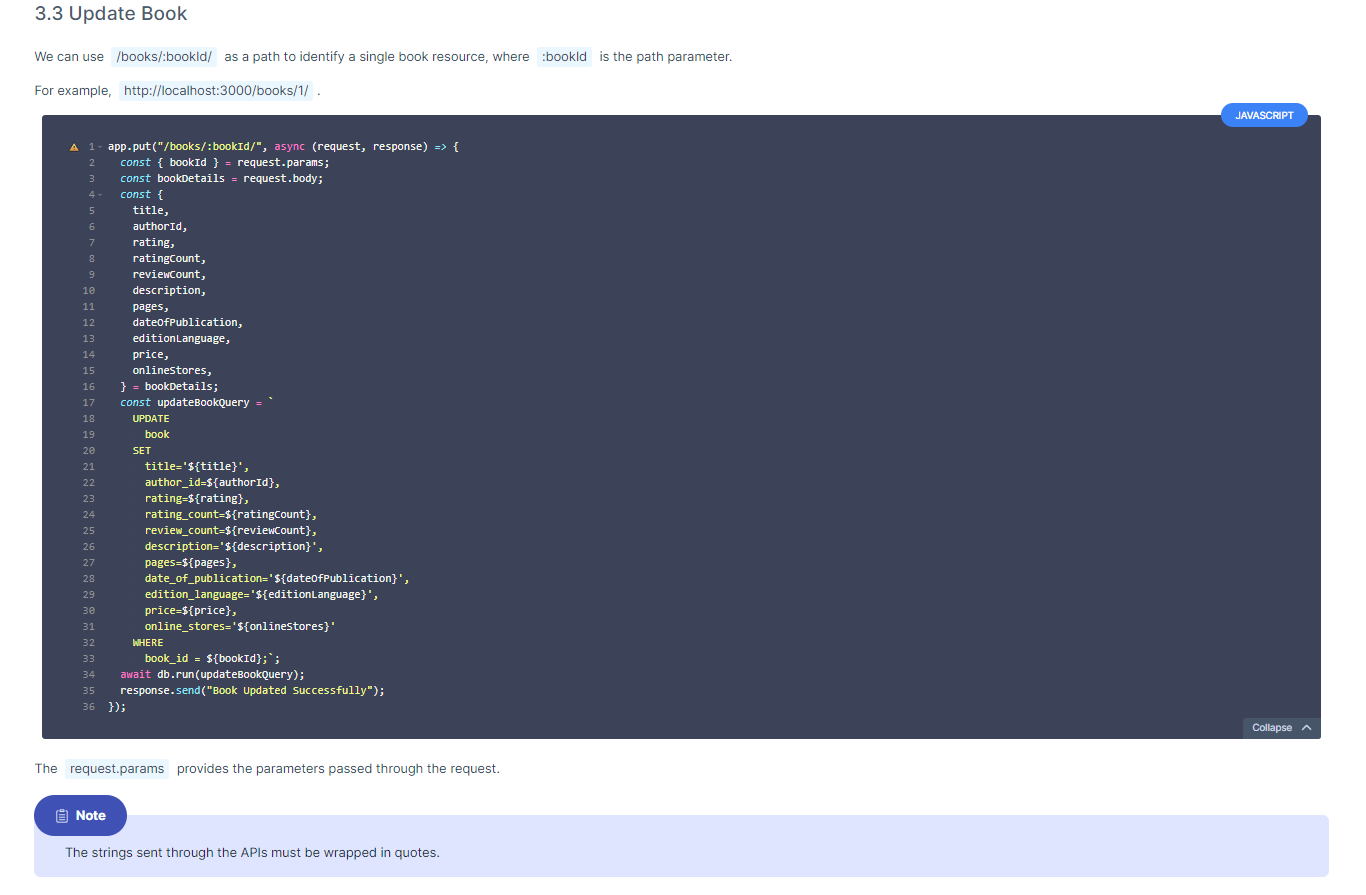 3.3 Update Book
We can use /books/:bookId/ as a path to identify a single book resource, where :bookId is the path parameter.
For example, http://localhost:3000/books/1/ .
JAVASCRIPT
1 app.put("/books/:bookId/", async (request, response) => {
2   const { bookId } = request.params;
3   const bookDetails = request.body;
4   const {
5     title,
6     authorId,
7     rating,
8     ratingCount,
9     reviewCount,
10     description,
11     pages,
12     dateOfPublication,
13     editionLanguage,
14     price,
15     onlineStores,
16   } = bookDetails;
17   const updateBookQuery = `
18     UPDATE
19       book
20     SET
21       title='${title}',
22       author_id=${authorId},
23       rating=${rating},
24       rating_count=${ratingCount},
25       review_count=${reviewCount},
26       description='${description}',
27       pages=${pages},
28       date_of_publication='${dateOfPublication}',
29       edition_language='${editionLanguage}',
30       price=${price},
31       online_stores='${onlineStores}'
32     WHERE
33       book_id = ${bookId};`;
34   await db.run(updateBookQuery);
35   response.send("Book Updated Successfully");
36 });
Collapse
The request.params provides the parameters passed through the request.
Note
The strings sent through the APIs must be wrapped in quotes.